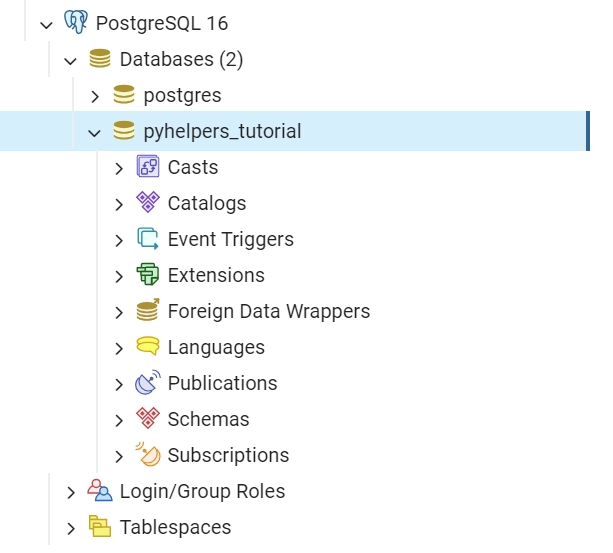 PostgreSQL 16
Databases (2)
postgres
pyhelpers_tutorial
Casts
Catalogs
Event Triggers
Extensions
Foreign Data Wrappers
Languages
Publications
Schemas
Subscriptions
Login/Group Roles
Tablespaces